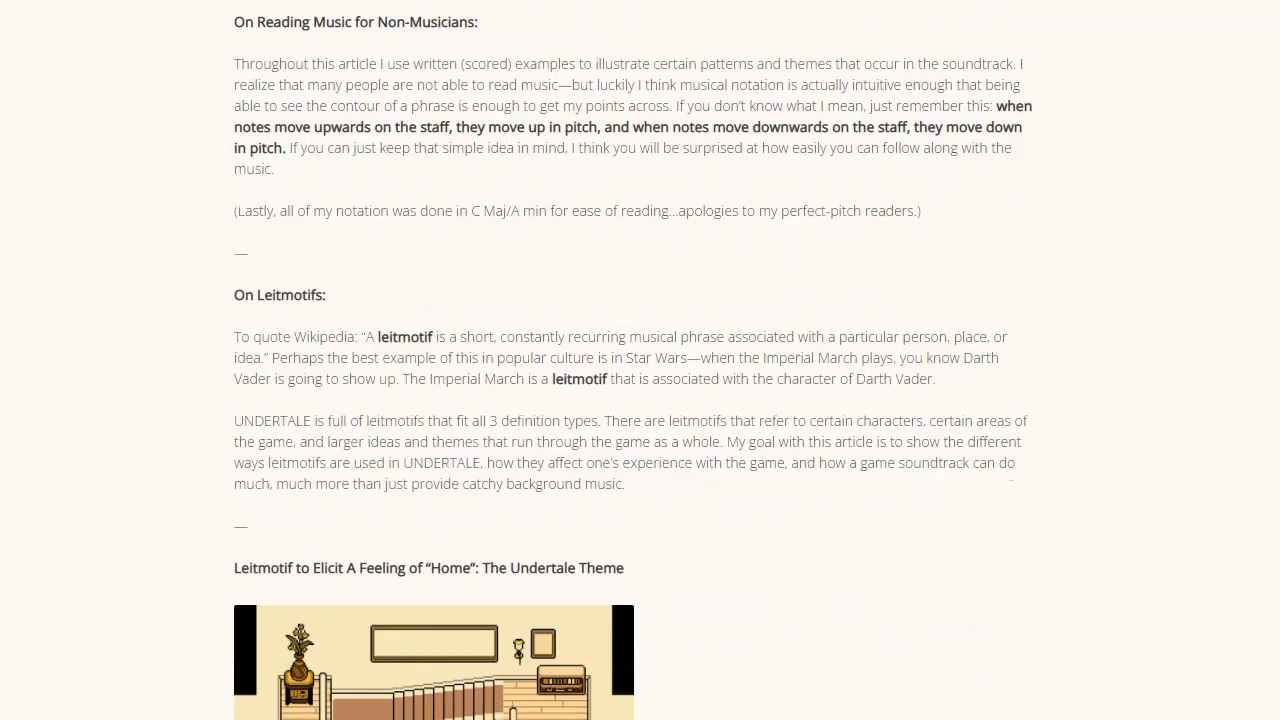 On Reading Music for Non-Musicians:
Throughout this article I use written (scored) examples to illustrate certain patterns and themes that occur in the soundtrack. I
realize that many people are not able to read music—but luckily I think musical notation is actually intuitive enough that being
able to see the contour of a phrase is enough to get my points across. If you don’t know what I mean, just remember this: when
notes move upwards on the staff, they move up in pitch, and when notes move downwards on the staff, they move down
in pitch. If you can just keep that simple idea in mind, I think you will be surprised at how easily you can follow along with the
music.
(Lastly, all of my notation was done in C Maj/A min for ease of reading...apologies to my perfect-pitch readers.)
—
On Leitmotifs:
To quote Wikipedia: “A leitmotif is a short, constantly recurring musical phrase associated with a particular person, place, or
idea.” Perhaps the best example of this in popular culture is in Star Wars—when the Imperial March plays, you know Darth
Vader is going to show up. The Imperial March is a leitmotif that is associated with the character of Darth Vader.
UNDERTALE is full of leitmotifs that fit all 3 definition types. There are leitmotifs that refer to certain characters, certain areas of
the game, and larger ideas and themes that run through the game as a whole. My goal with this article is to show the different
ways leitmotifs are used in UNDERTALE, how they affect one’s experience with the game, and how a game soundtrack can do
much, much more than just provide catchy background music.
—
Leitmotif to Elicit A Feeling of “Home”: The Undertale Theme